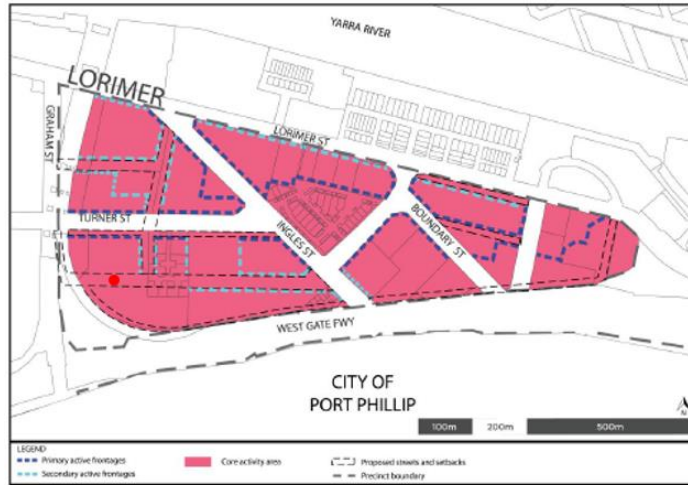 YARRA RIVER
LORIMER
GRAHAM ST
LORIMER ST
TURNER ST
INGLES ST
BOUNDARY ST
WEST GATE FWY
CITY OF
PORT PHILLIP
N
100m 200m 500m
LEGEND
Primary active frontages
Secondary active frontages
Core activity area
Proposed streets and setbacks
Precinct boundary